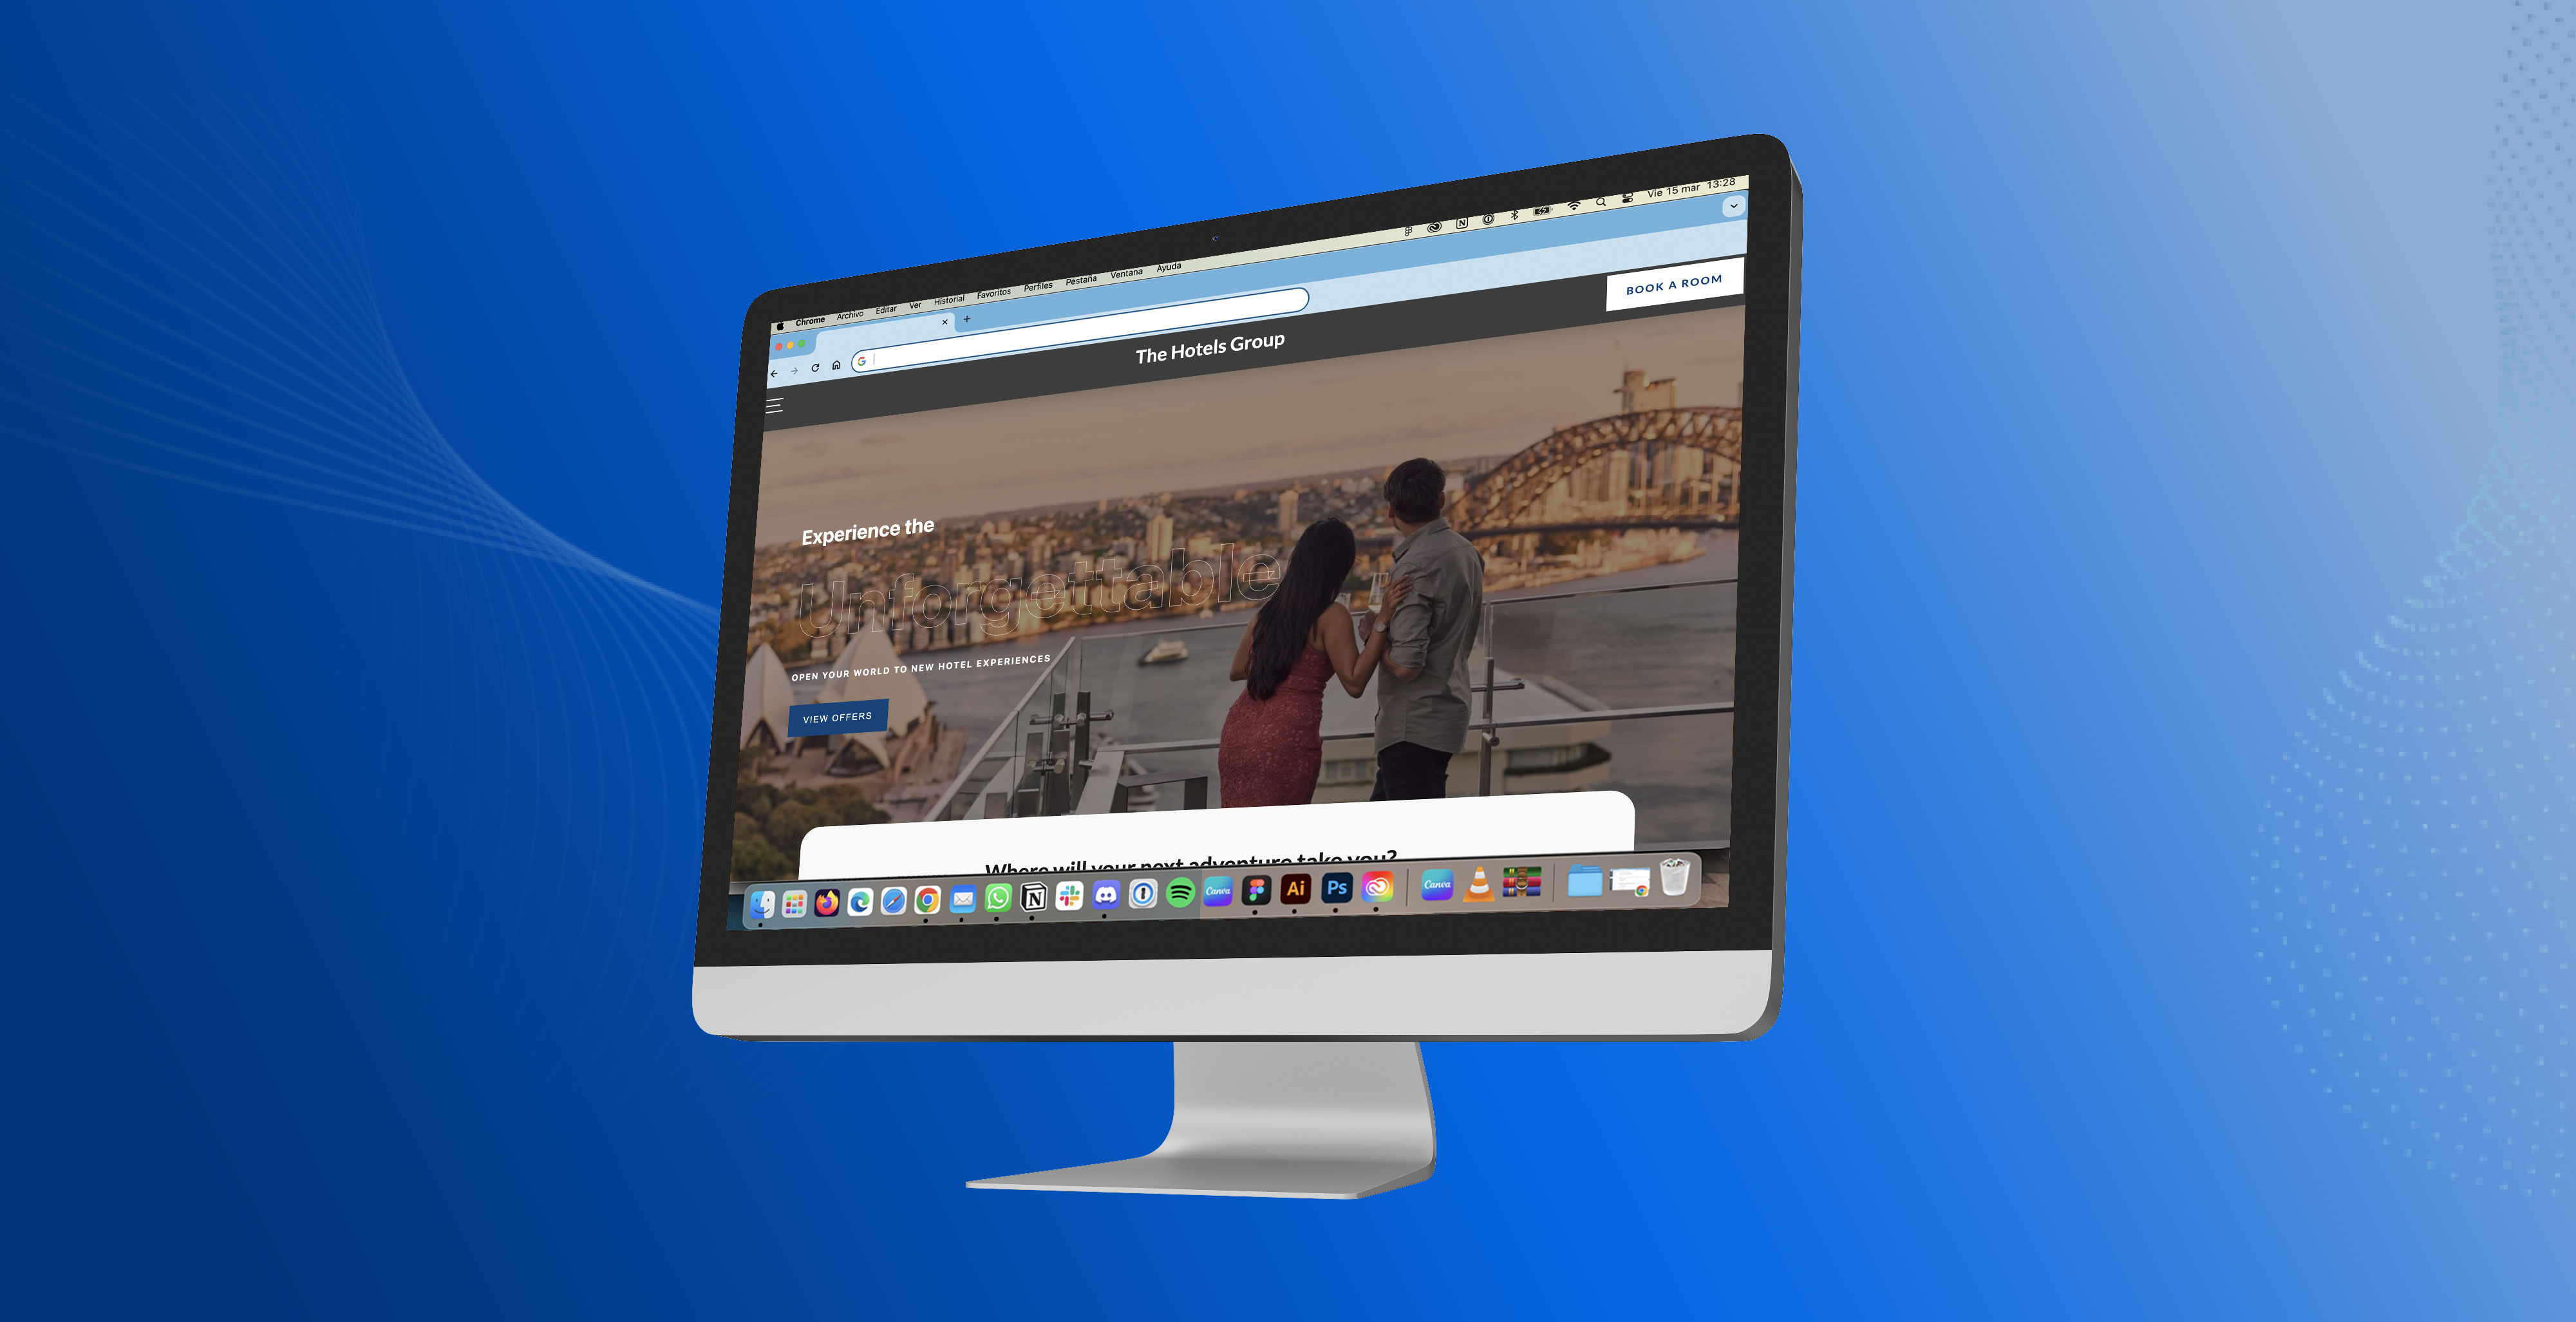 Chrome Archivo Editar Ver Historial Favoritos Perfiles Pestaña Ventana Ayuda
Vie 15 mar 13:28
The Hotels Group
BOOK A ROOM
Experience the
Unforgettable
OPEN YOUR WORLD TO NEW HOTEL EXPERIENCES
VIEW OFFERS
Where will your next adventure take you?
Canva
Ai
Ps
Canva